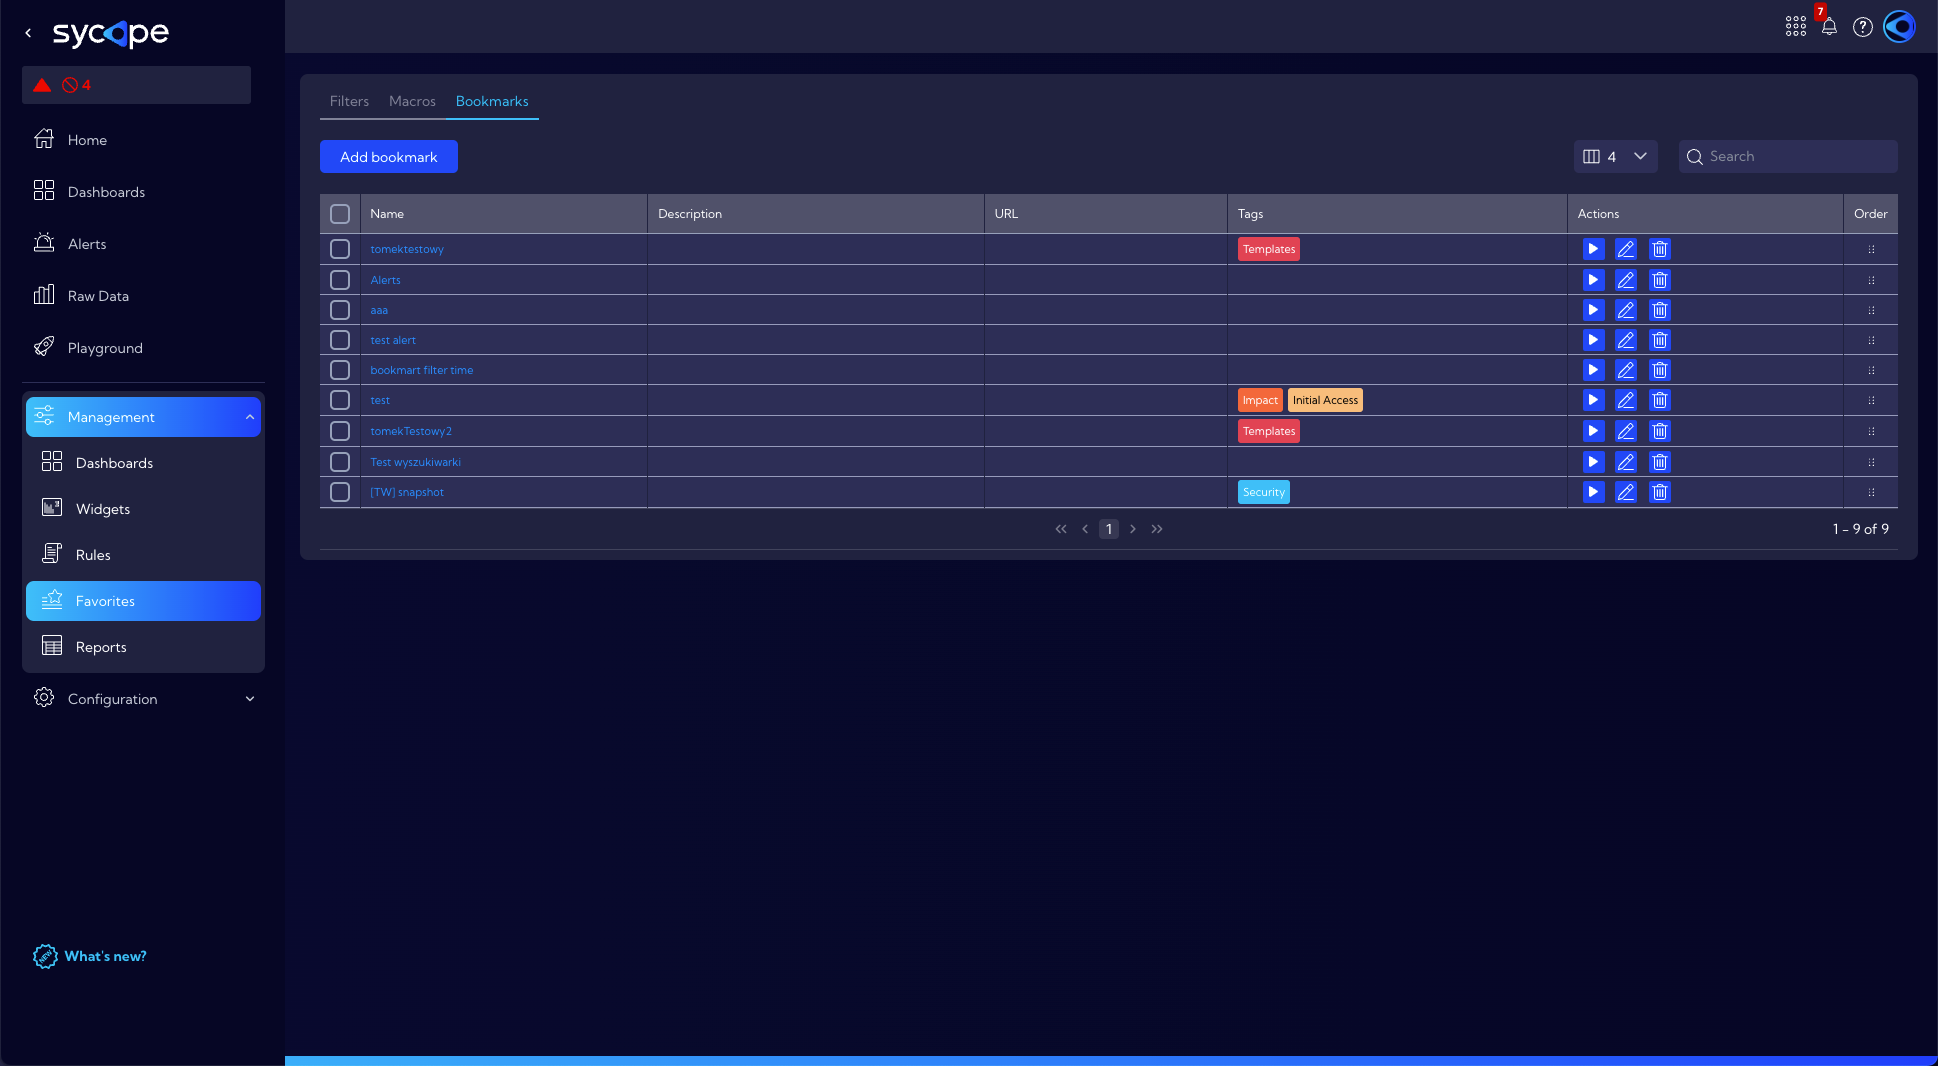 sycope
4
Home
Dashboards
Alerts
Raw Data
Playground
Management
Dashboards
Widgets
Rules
Favorites
Reports
Configuration
What's new?
7
Filters Macros Bookmarks
Add bookmark
4
Search
Name Description URL Tags Actions Order
tomektestowy Templates
Alerts
aaa
test alert
bookmart filter time
test Impact Initial Access
tomekTestowy2 Templates
Test wyszukiwarki
[TW] snapshot Security
1
1 – 9 of 9